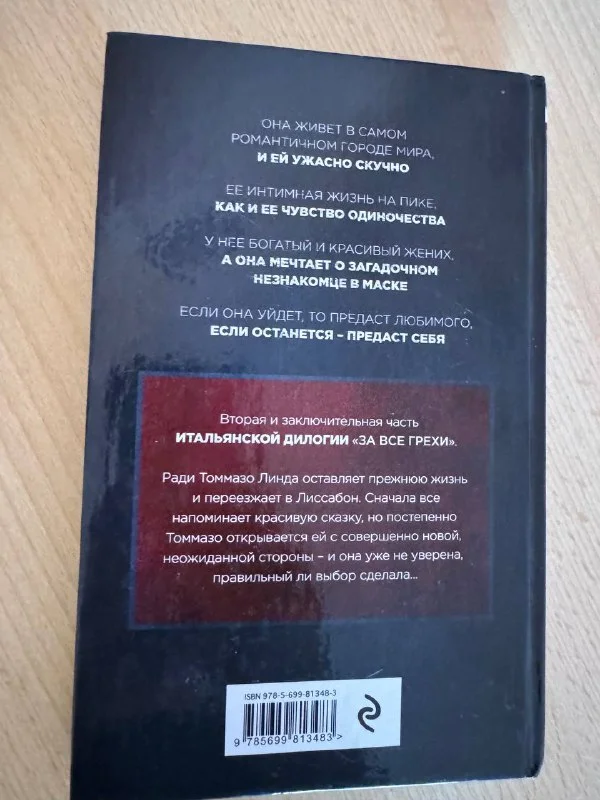 ОНА ЖИВЕТ В САМОМ
РОМАНТИЧНОМ ГОРОДЕ МИРА,
И ЕЙ УЖАСНО СКУЧНО
ЕЕ ИНТИМНАЯ ЖИЗНЬ НА ПИКЕ,
КАК И ЕЕ ЧУВСТВО ОДИНОЧЕСТВА
У НЕЕ БОГАТЫЙ И КРАСИВЫЙ ЖЕНИХ,
А ОНА МЕЧТАЕТ О ЗАГАДОЧНОМ
НЕЗНАКОМЦЕ В МАСКЕ
ЕСЛИ ОНА УЙДЕТ, ТО ПРЕДАСТ ЛЮБИМОГО,
ЕСЛИ ОСТАНЕТСЯ – ПРЕДАСТ СЕБЯ
Вторая и заключительная часть
ИТАЛЬЯНСКОЙ ДИЛОГИИ «ЗА ВСЕ ГРЕХИ».
Ради Томмазо Линда оставляет прежнюю жизнь
и переезжает в Лиссабон. Сначала все
напоминает красивую сказку, но постепенно
Томмазо открывается ей с совершенно новой,
неожиданной стороны – и она уже не уверена,
правильный ли выбор сделала...
ISBN 978-5-699-81348-3
9 785699 813483 >